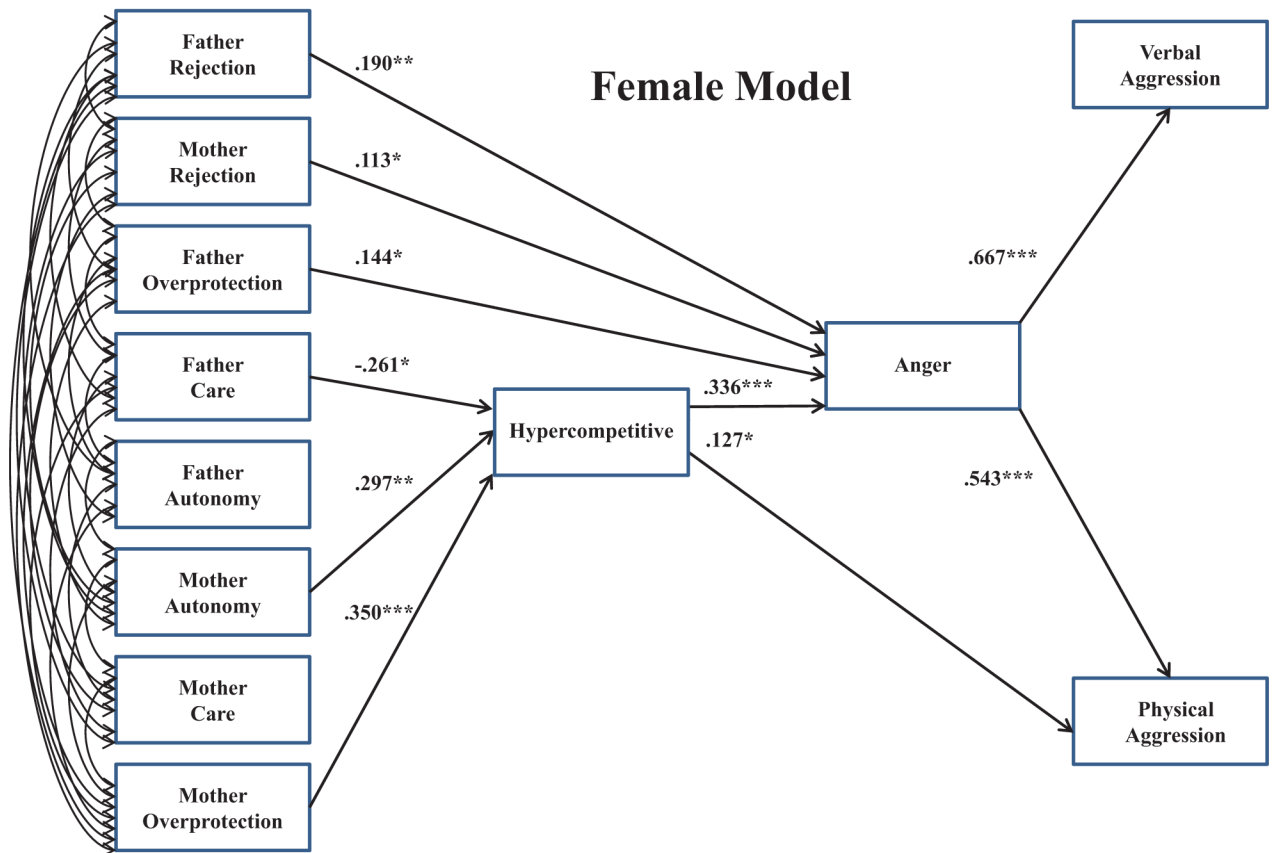 Female Model
Father
Rejection
Mother
Rejection
Father
Overprotection
Father
Care
Father
Autonomy
Mother
Autonomy
Mother
Care
Mother
Overprotection
.190**
.113*
.144*
-.261*
.297**
.350***
Hypercompetitive
.336***
.127*
Anger
.667***
.543***
Verbal
Aggression
Physical
Aggression